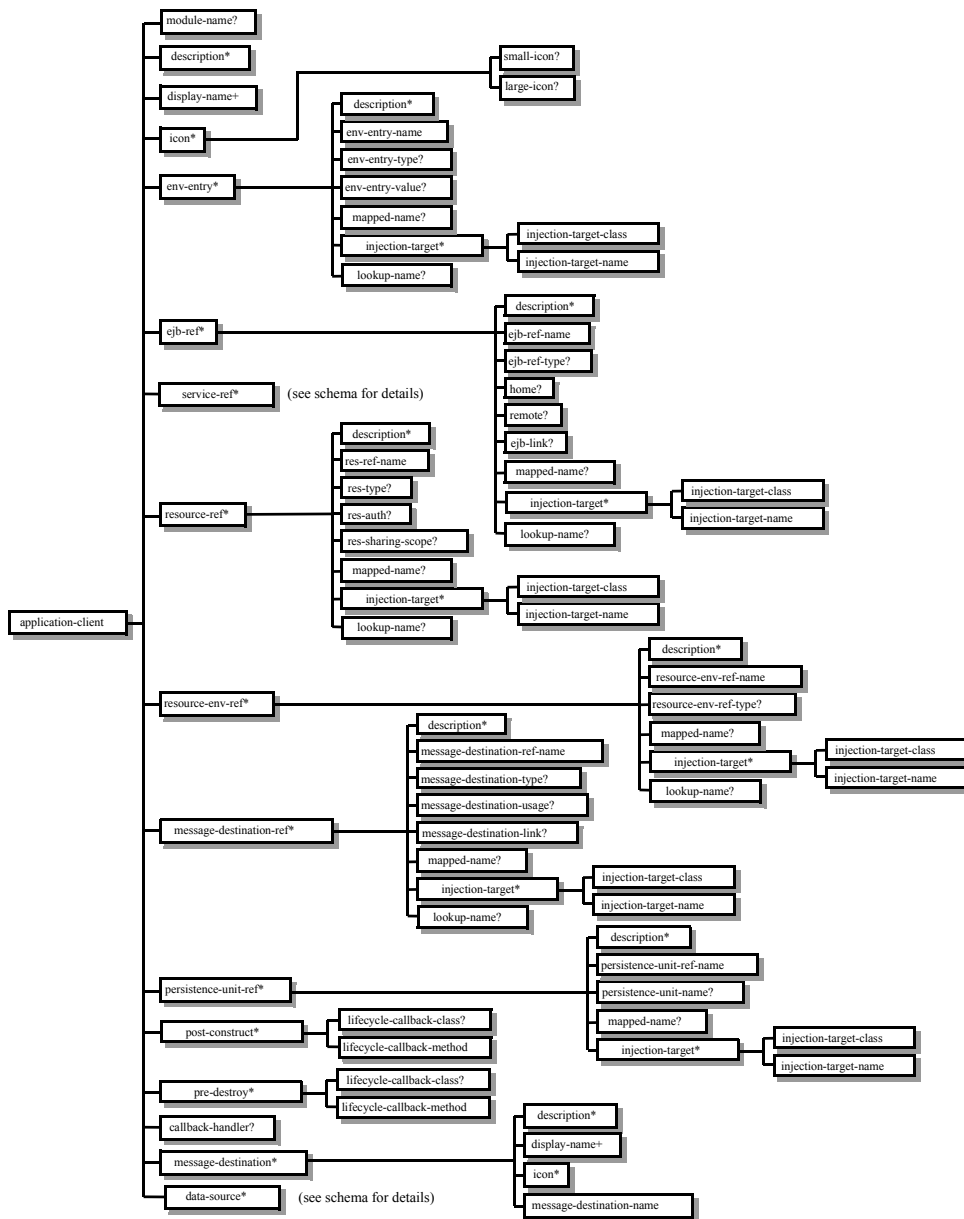 application-client
module-name?
description*
display-name+
icon*
small-icon?
large-icon?
env-entry*
description*
env-entry-name
env-entry-type?
env-entry-value?
mapped-name?
injection-target*
injection-target-class
injection-target-name
lookup-name?
ejb-ref*
description*
ejb-ref-name
ejb-ref-type?
home?
remote?
ejb-link?
mapped-name?
injection-target*
injection-target-class
injection-target-name
lookup-name?
service-ref*
(see schema for details)
resource-ref*
description*
res-ref-name
res-type?
res-auth?
res-sharing-scope?
mapped-name?
injection-target*
injection-target-class
injection-target-name
lookup-name?
resource-env-ref*
description*
resource-env-ref-name
resource-env-ref-type?
mapped-name?
injection-target*
injection-target-class
injection-target-name
lookup-name?
message-destination-ref*
description*
message-destination-ref-name
message-destination-type?
message-destination-usage?
message-destination-link?
mapped-name?
injection-target*
injection-target-class
injection-target-name
lookup-name?
persistence-unit-ref*
description*
persistence-unit-ref-name
persistence-unit-name?
mapped-name?
injection-target*
injection-target-class
injection-target-name
post-construct*
lifecycle-callback-class?
lifecycle-callback-method
pre-destroy*
lifecycle-callback-class?
lifecycle-callback-method
callback-handler?
message-destination*
description*
display-name+
icon*
message-destination-name
data-source*
(see schema for details)